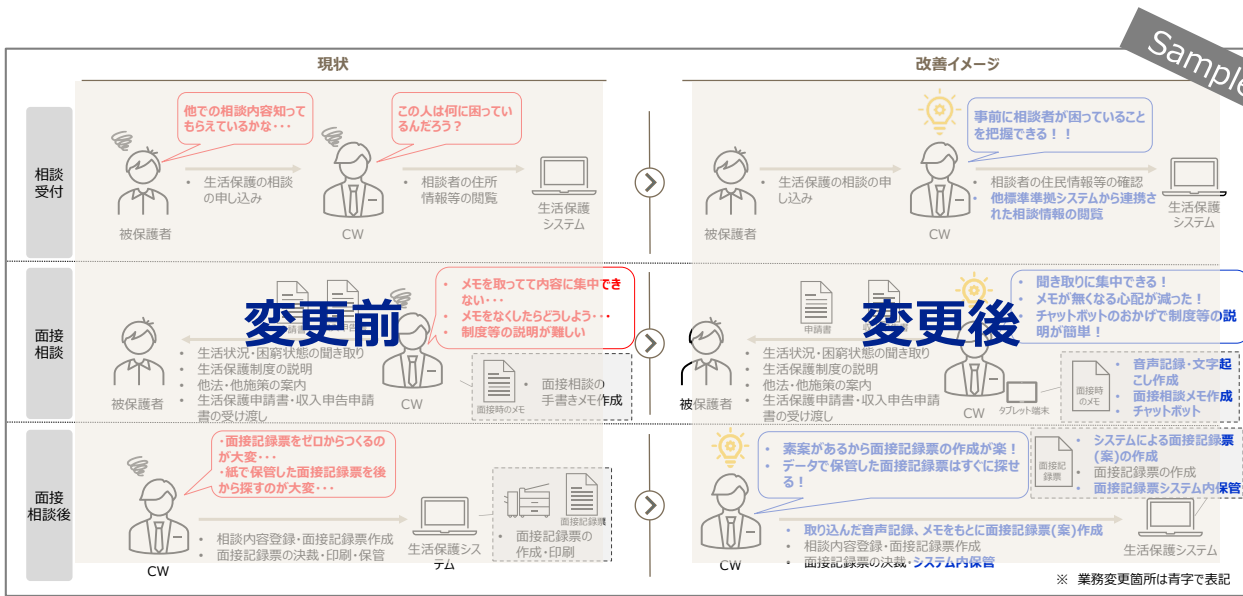 Sample
現状
改善イメージ
相談
受付
他での相談内容知って
もらえているかな・・・
この人は何に困ってい
るんだろう？
• 生活保護の相談
の申し込み
• 相談者の住所
情報等の閲覧
被保護者
CW
生活保護
システム
事前に相談者が困っていること
を把握できる！！
• 生活保護の相談の申
し込み
• 相談者の住民情報等の確認
• 他標準準拠システムから連携さ
れた相談情報の閲覧
被保護者
CW
生活保護
システム
面接
相談
変更前
• メモを取ってて内容に集中でき
ない・・・
• メモをなくしたらどうしよう・・・
• 制度等の説明が難しい
• 生活状況・困窮状態の聞き取り
• 生活保護制度の説明
• 他法・他施策の案内
• 生活保護申請書・収入申告申請
書の受け渡し
被保護者
CW
面接時のメモ
• 面接相談の
手書きメモ作成
変更後
申請書
• 聞き取りに集中できる！
• メモが無くなる心配が減った！
• チャットボットのおかげで制度等の説
明が簡単！
• 生活状況・困窮状態の聞き取り
• 生活保護制度の説明
• 他法・他施策の案内
• 生活保護申請書・収入申告申請
書の受け渡し
被保護者
CW
タブレット端末
面接時
のメモ
• 音声記録・文字起
こし作成
• 面接相談メモ作成
• チャットボット
面接
相談後
・面接記録票をゼロからつくるの
が大変・・・
・紙で保管した面接記録票を後
から探すのが大変・・・
• 相談内容登録・面接記録票作成
• 面接記録票の決裁・印刷・保管
CW
生活保護シス
テム
面接記録票
• 面接記録票の
作成・印刷
• 素案があるから面接記録票の作成が楽！
• データで保管した面接記録票はすぐに探せ
る！
面接記
録票
• システムによる面接記録票
(案)の作成
• 面接記録票の作成
• 面接記録票システム内保管
• 取り込んだ音声記録、メモをもとに面接記録票(案)作成
• 相談内容登録・面接記録票作成
• 面接記録票の決裁・システム内保管
CW
生活保護システム
※ 業務変更箇所は青字で表記